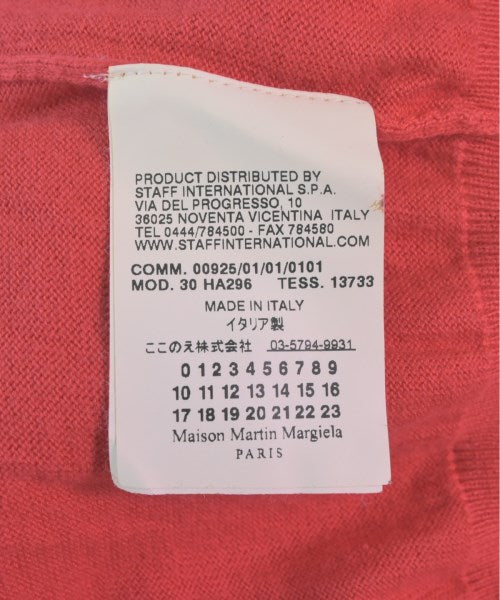 PRODUCT DISTRIBUTED BY
STAFF INTERNATIONAL S.P.A.
VIA DEL PROGRESSO, 10
36025 NOVENTA VICENTINA ITALY
TEL 0444/784500 - FAX 784580
WWW.STAFFINTERNATIONAL.COM
COMM. 00925/01/01/0101
MOD. 30 HA296 TESS. 13733
MADE IN ITALY
イタリア製
ここのえ株式会社 03-5794-9931
0 1 2 3 4 5 6 7 8 9
10 11 12 13 14 15 16
17 18 19 20 21 22 23
Maison Martin Margiela
PARIS